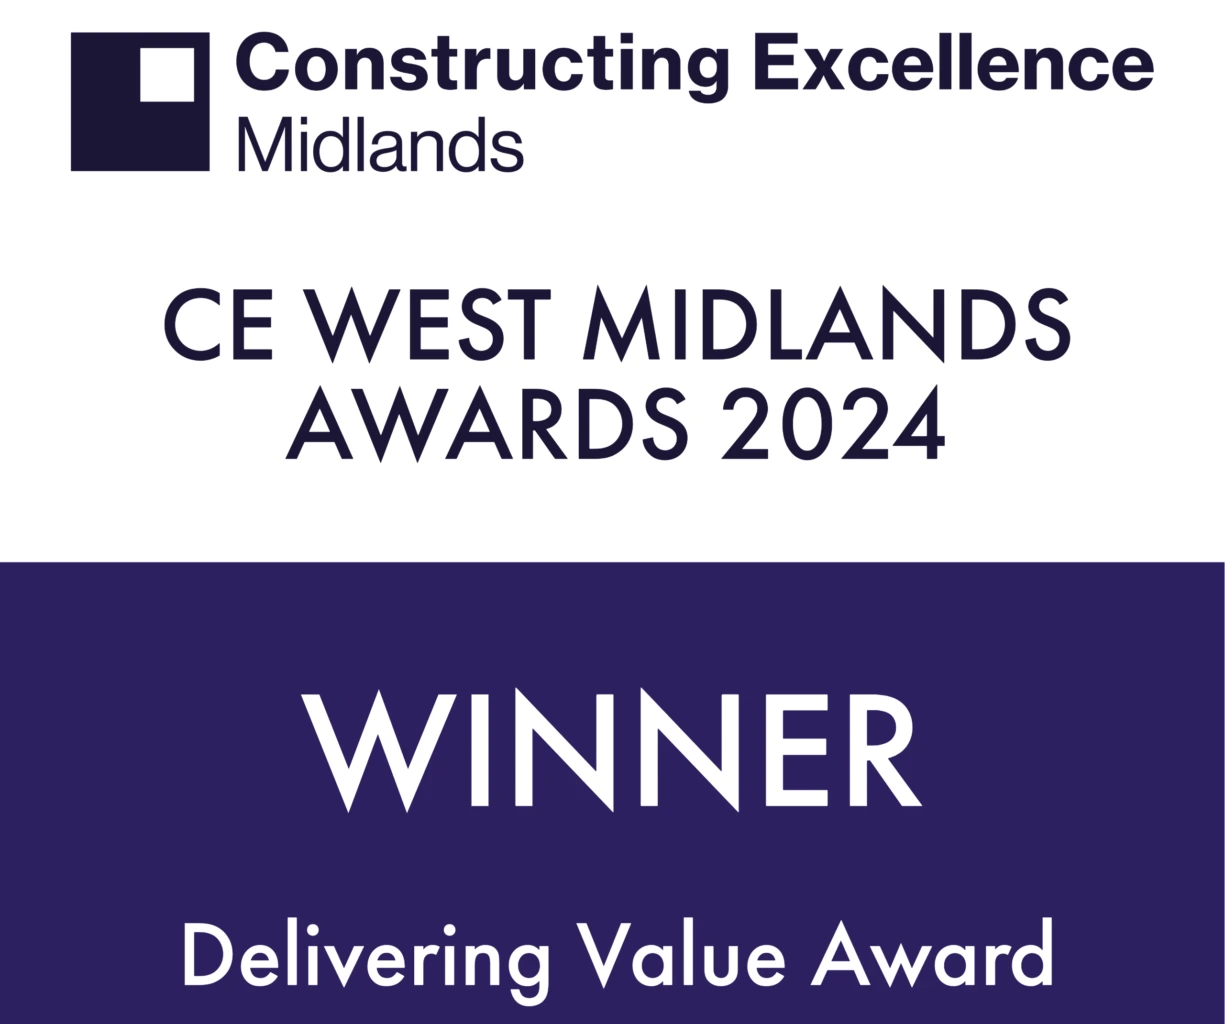 Constructing Excellence
Midlands
CE WEST MIDLANDS
AWARDS 2024
WINNER
Delivering Value Award